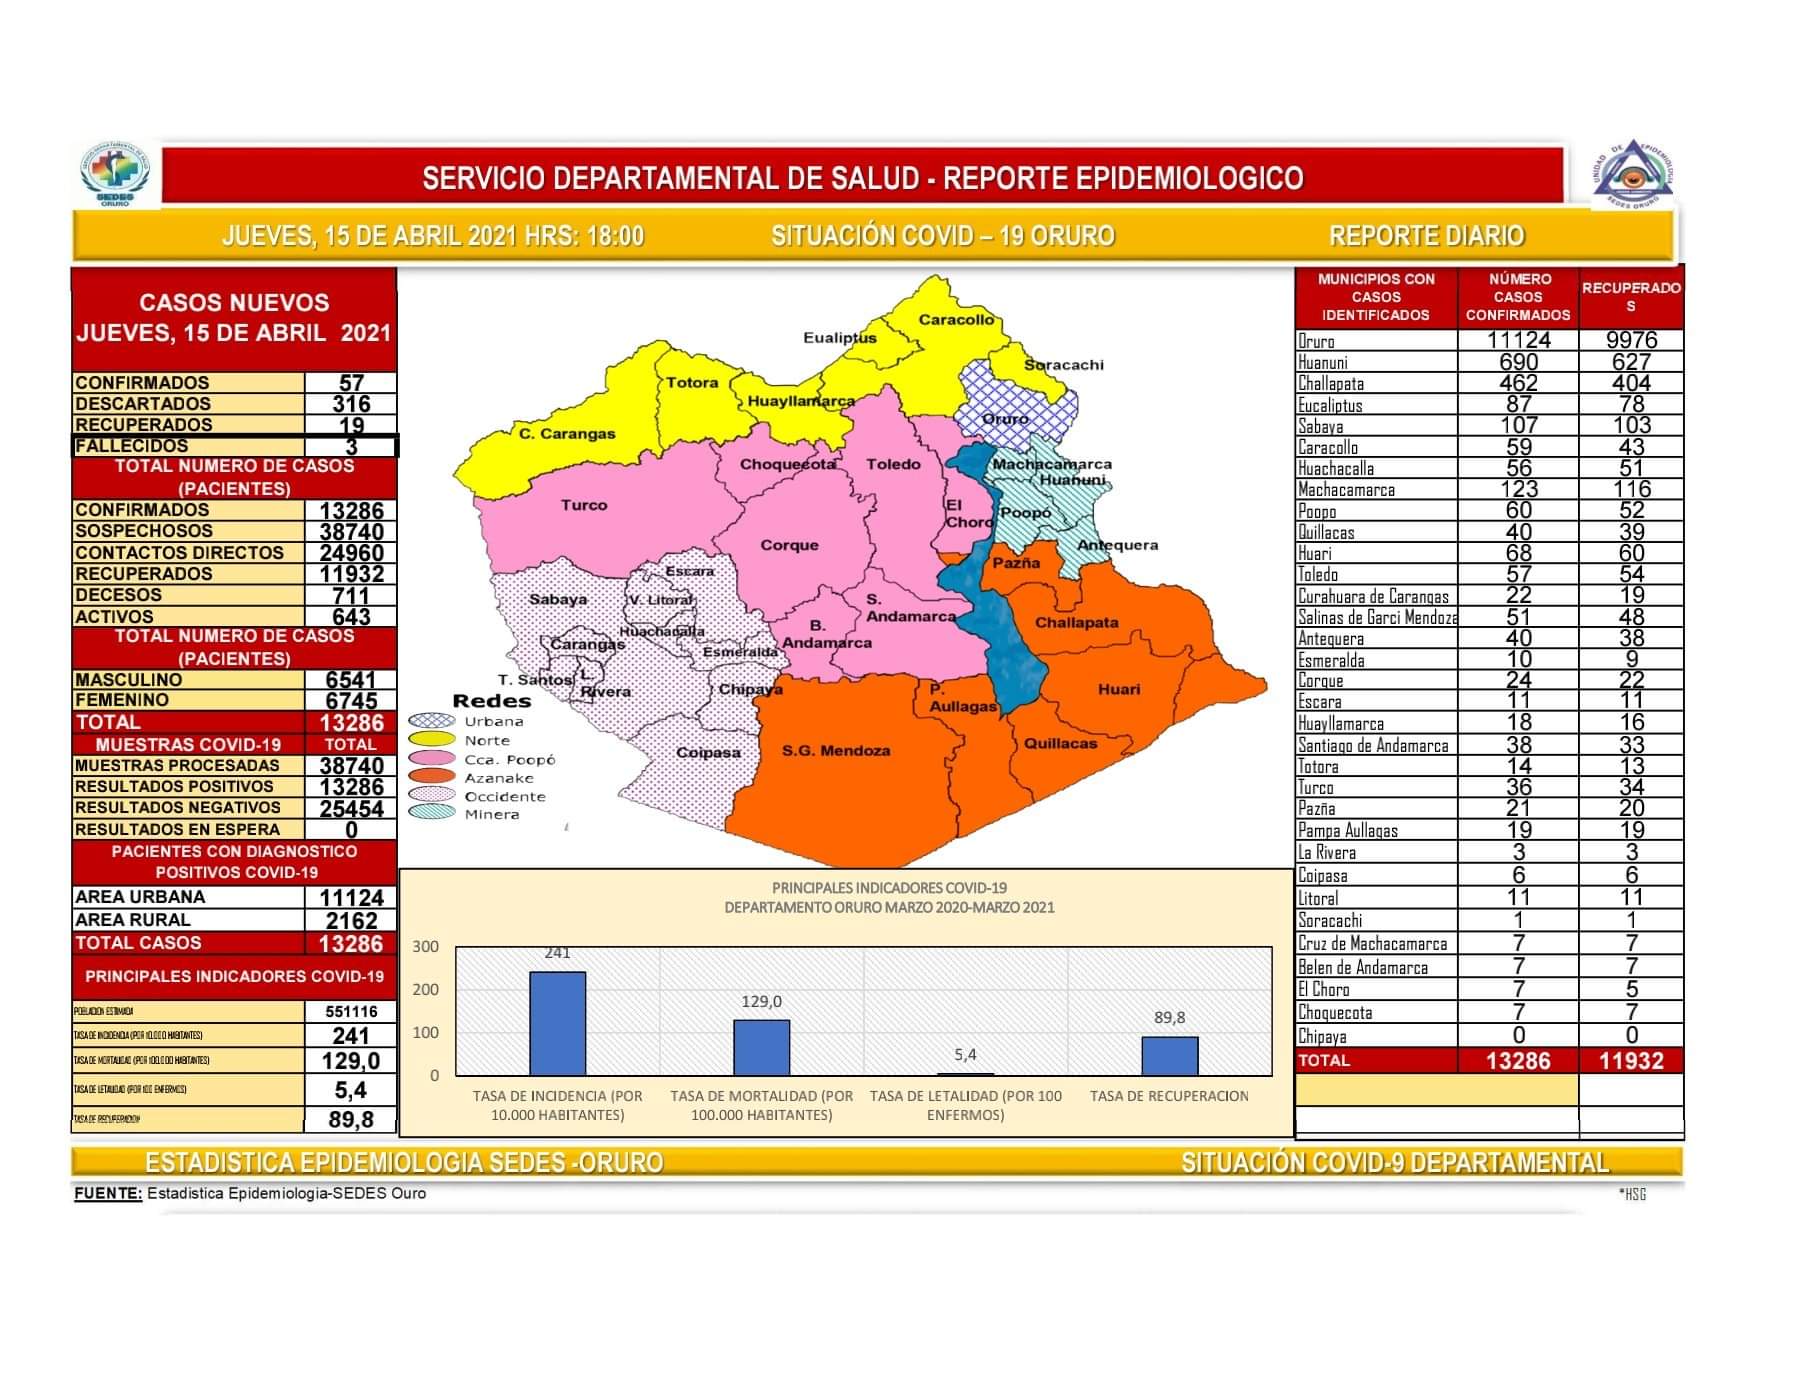 SERVICIO DEPARTAMENTAL DE SALUD - REPORTE EPIDEMIOLOGICO
SEDES
ORURO
UNIDAD DE EPIDEMIOLOGÍA
SEDES ORURO
JUEVES, 15 DE ABRIL 2021 HRS: 18:00 SITUACIÓN COVID – 19 ORURO REPORTE DIARIO
CASOS NUEVOS
JUEVES, 15 DE ABRIL 2021
CONFIRMADOS 57
DESCARTADOS 316
RECUPERADOS 19
FALLECIDOS 3
TOTAL NUMERO DE CASOS
(PACIENTES)
CONFIRMADOS 13286
SOSPECHOSOS 38740
CONTACTOS DIRECTOS 24960
RECUPERADOS 11932
DECESOS 711
ACTIVOS 643
TOTAL NUMERO DE CASOS
(PACIENTES)
MASCULINO 6541
FEMENINO 6745
TOTAL 13286
MUESTRAS COVID-19 TOTAL
MUESTRAS PROCESADAS 38740
RESULTADOS POSITIVOS 13286
RESULTADOS NEGATIVOS 25454
RESULTADOS EN ESPERA 0
PACIENTES CON DIAGNOSTICO
POSITIVOS COVID-19
AREA URBANA 11124
AREA RURAL 2162
TOTAL CASOS 13286
PRINCIPALES INDICADORES COVID-19
POBLACION ESTIMADA 551116
TASA DE INCIDENCIA (POR 10.000 HABITANTES) 241
TASA DE MORTALIDAD (POR 100.000 HABITANTES) 129,0
TASA DE LETALIDAD (POR 100 ENFERMOS) 5,4
TASA DE RECUPERACION 89,8
Caracollo
Eualiptus
Soracachi
Totora
Huayllamarca
Oruro
C. Carangas
Choquecota
Toledo
Machacamarca
Huanuni
Turco
El
Choro
Poopó
Corque
Antequera
Pazña
Escara
Sabaya
V. Litoral
S.
Andamarca
Challapata
B.
Andamarca
Huachacalla
Carangas
Esmeralda
T. Santos
L.
Rivera
Chipaya
P.
Aullagas
Huari
Coipasa
S.G. Mendoza
Quillacas
Redes
Urbana
Norte
Cca. Poopó
Azanake
Occidente
Minera
PRINCIPALES INDICADORES COVID-19
DEPARTAMENTO ORURO MARZO 2020-MARZO 2021
300
200
100
0
241
129,0
5,4
89,8
TASA DE INCIDENCIA (POR
10.000 HABITANTES)
TASA DE MORTALIDAD (POR
100.000 HABITANTES)
TASA DE LETALIDAD (POR 100
ENFERMOS)
TASA DE RECUPERACION
MUNICIPIOS CON
CASOS
IDENTIFICADOS
NÚMERO
CASOS
CONFIRMADOS
RECUPERADO
S
Oruro 11124 9976
Huanuni 690 627
Challapata 462 404
Eucaliptus 87 78
Sabaya 107 103
Caracollo 59 43
Huachacalla 56 51
Machacamarca 123 116
Poopo 60 52
Quillacas 40 39
Huari 68 60
Toledo 57 54
Curahuara de Carangas 22 19
Salinas de Garci Mendoza 51 48
Antequera 40 38
Esmeralda 10 9
Corque 24 22
Escara 11 11
Huayllamarca 18 16
Santiago de Andamarca 38 33
Totora 14 13
Turco 36 34
Pazña 21 20
Pampa Aullagas 19 19
La Rivera 3 3
Coipasa 6 6
Litoral 11 11
Soracachi 1 1
Cruz de Machacamarca 7 7
Belen de Andamarca 7 7
El Choro 7 5
Choquecota 7 7
Chipaya 0 0
TOTAL 13286 11932
ESTADISTICA EPIDEMIOLOGIA SEDES -ORURO SITUACIÓN COVID-9 DEPARTAMENTAL
FUENTE: Estadistica Epidemiologia-SEDES Ouro *HSG